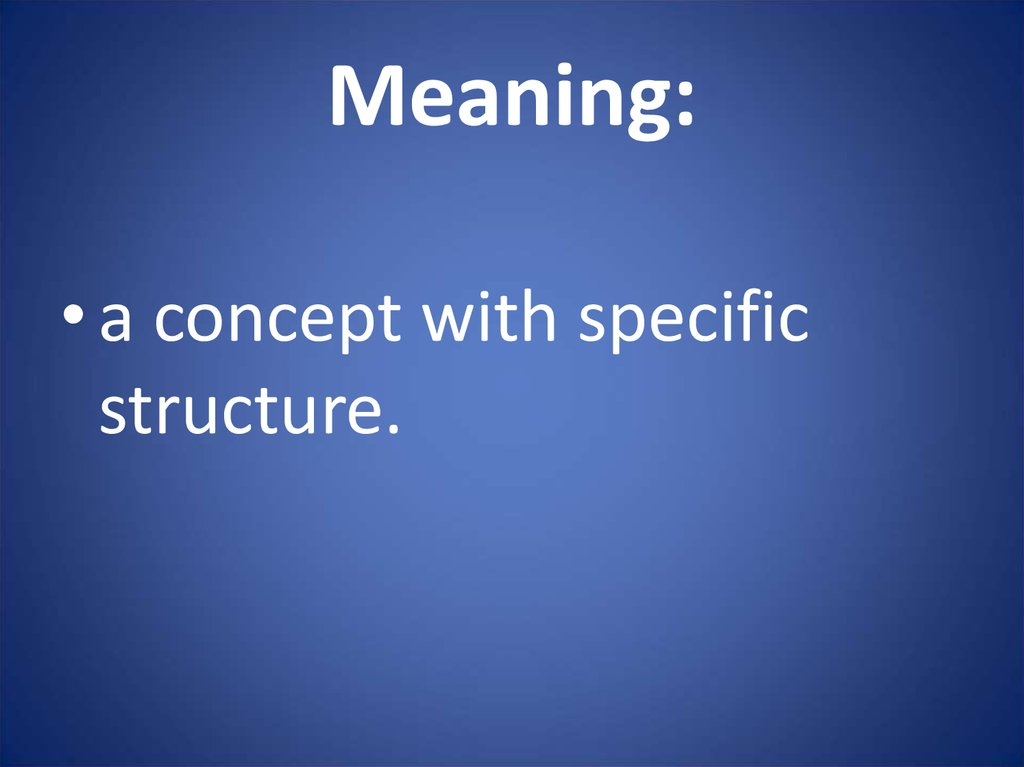 Meaning:
• a concept with specific
structure.